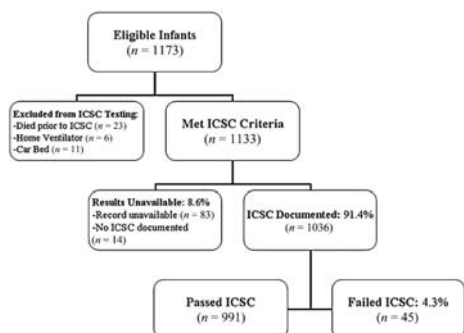 Eligible Infants
(n = 1173)
Excluded from ICSC Testing:
-Died prior to ICSC (n = 23)
-Home Ventilator (n = 6)
-Car Bed (n = 11)
Met ICSC Criteria
(n = 1133)
Results Unavailable: 8.6%
-Record unavailable (n = 83)
-No ICSC documented
(n = 14)
ICSC Documented: 91.4%
(n = 1036)
Passed ICSC
(n = 991)
Failed ICSC: 4.3%
(n = 45)